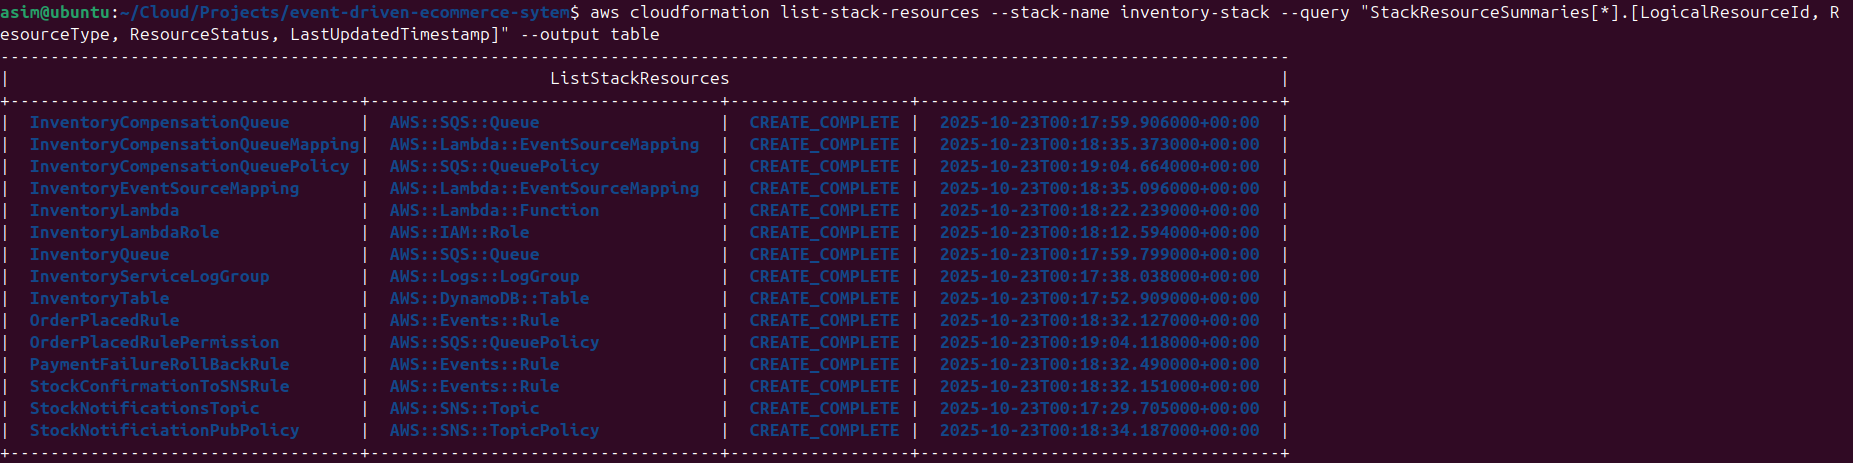 asim@ubuntu:~/Cloud/Projects/event-driven-ecommerce-sytem$ aws cloudformation list-stack-resources --stack-name inventory-stack --query "StackResourceSummaries[*].[LogicalResourceId, R
esourceType, ResourceStatus, LastUpdatedTimestamp]" --output table
---------------------------------------------------------------------------------------------------------------------------------
|                                                      ListStackResources                                                       |
+-----------------------------------+-----------------------------------+------------------+------------------------------------+
|  InventoryCompensationQueue       |  AWS::SQS::Queue                  |  CREATE_COMPLETE |  2025-10-23T00:17:59.906000+00:00  |
|  InventoryCompensationQueueMapping|  AWS::Lambda::EventSourceMapping  |  CREATE_COMPLETE |  2025-10-23T00:18:35.373000+00:00  |
|  InventoryCompensationQueuePolicy |  AWS::SQS::QueuePolicy            |  CREATE_COMPLETE |  2025-10-23T00:19:04.664000+00:00  |
|  InventoryEventSourceMapping      |  AWS::Lambda::EventSourceMapping  |  CREATE_COMPLETE |  2025-10-23T00:18:35.096000+00:00  |
|  InventoryLambda                  |  AWS::Lambda::Function            |  CREATE_COMPLETE |  2025-10-23T00:18:22.239000+00:00  |
|  InventoryLambdaRole              |  AWS::IAM::Role                   |  CREATE_COMPLETE |  2025-10-23T00:18:12.594000+00:00  |
|  InventoryQueue                   |  AWS::SQS::Queue                  |  CREATE_COMPLETE |  2025-10-23T00:17:59.799000+00:00  |
|  InventoryServiceLogGroup         |  AWS::Logs::LogGroup              |  CREATE_COMPLETE |  2025-10-23T00:17:38.038000+00:00  |
|  InventoryTable                   |  AWS::DynamoDB::Table             |  CREATE_COMPLETE |  2025-10-23T00:17:52.909000+00:00  |
|  OrderPlacedRule                  |  AWS::Events::Rule                |  CREATE_COMPLETE |  2025-10-23T00:18:32.127000+00:00  |
|  OrderPlacedRulePermission        |  AWS::SQS::QueuePolicy            |  CREATE_COMPLETE |  2025-10-23T00:19:04.118000+00:00  |
|  PaymentFailureRollBackRule       |  AWS::Events::Rule                |  CREATE_COMPLETE |  2025-10-23T00:18:32.490000+00:00  |
|  StockConfirmationToSNSRule       |  AWS::Events::Rule                |  CREATE_COMPLETE |  2025-10-23T00:18:32.151000+00:00  |
|  StockNotificationsTopic          |  AWS::SNS::Topic                  |  CREATE_COMPLETE |  2025-10-23T00:17:29.705000+00:00  |
|  StockNotificiationPubPolicy      |  AWS::SNS::TopicPolicy            |  CREATE_COMPLETE |  2025-10-23T00:18:34.187000+00:00  |
+-----------------------------------+-----------------------------------+------------------+------------------------------------+